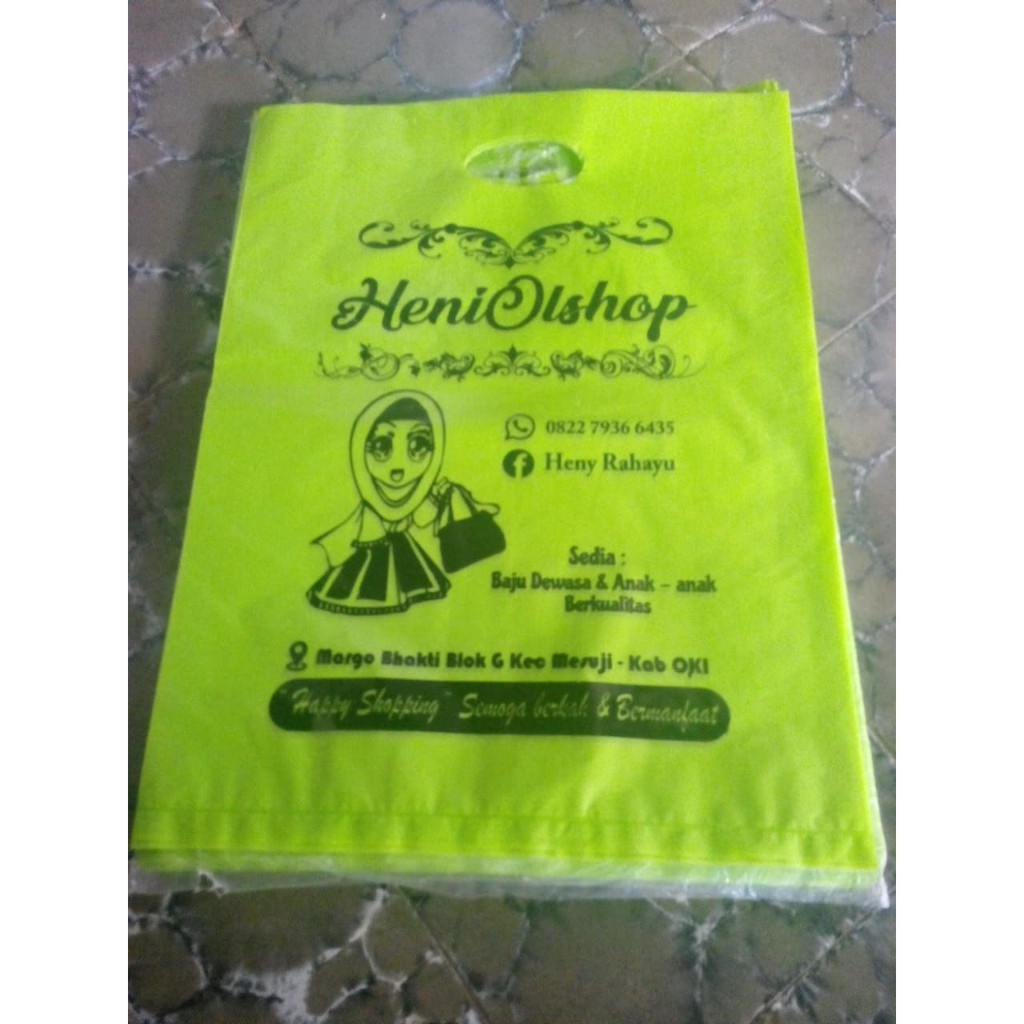 HeniOlshop
0822 7936 6435
Heny Rahayu
Sedia :
Baju Dewasa & Anak - anak
Berkualitas
Margo Bhakti Blok G Kec Mesuji - Kab OKI
"Happy Shopping" Semoga berkah & Bermanfaat